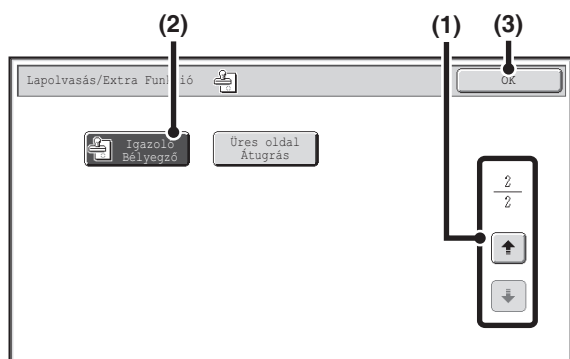 (2) (1) (3)
Lapolvasás/Extra Funkció OK
Igazoló
Bélyegző
Üres oldal
Átugrás
2
2